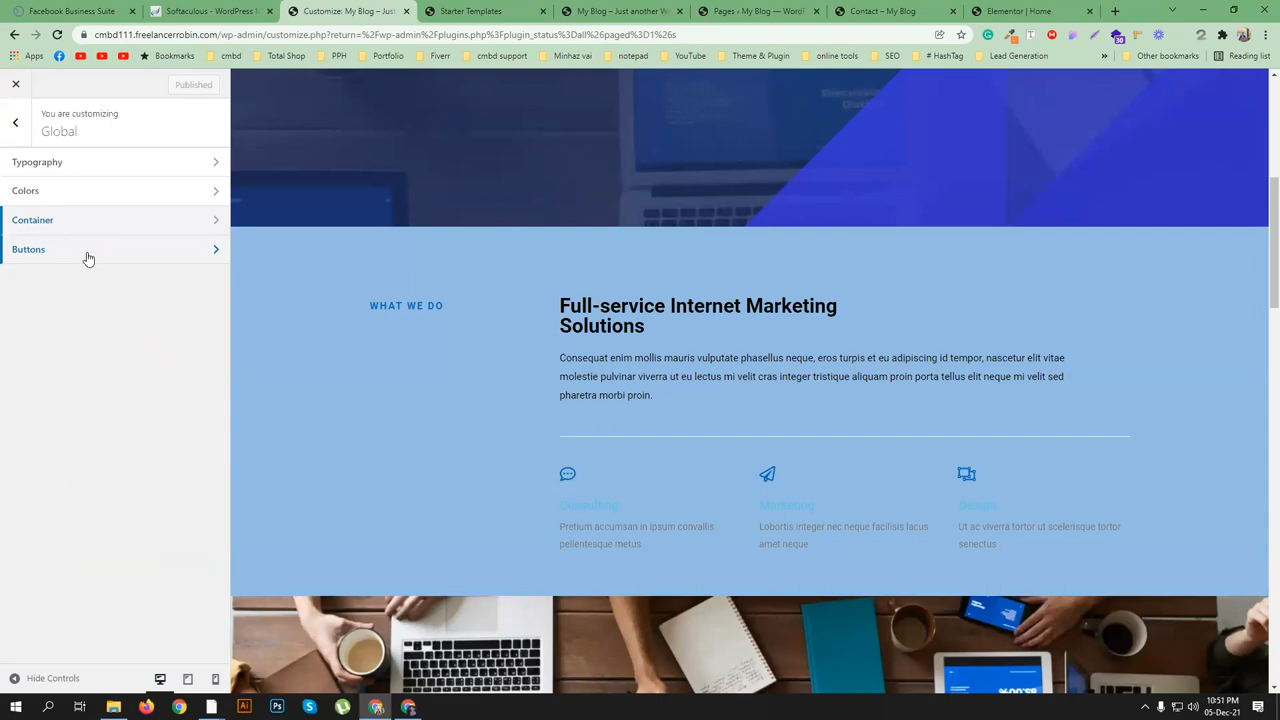 Softaculous - WordPress M
Customize: My Blog – Just
Starter Templates
My Blog – Just another W
Pages ‹ My Blog — WordP
Contact – My Blog
Elementor | Home
cmbd111.freelancerrobin.com/wp-admin/customize.php?return=%2Fwp-admin%2Fplugins.php%3Fplugin_status%3Dall%26paged%3D1%26s
Apps
Bookmarks
cmbd
Total Shop
PPH
Portfolio
Fiverr
cmbd support
Minhaz vai
notepad
Theme & Plugin
online tools
SEO
# HashTag
Lead Generation
»
Other bookmarks
Reading list
Published
You are customizing
Global
Typography
Colors
Container
Buttons
Hide Controls
WHAT WE DO
Full-service Internet Marketing
Solutions
Consequat enim mollis mauris vulputate phasellus neque, eros turpis et eu adipiscing id tempor, nascetur elit vitae
molestie pulvinar viverra ut eu lectus mi velit cras integer tristique aliquam proin porta tellus elit neque mi velit sed
pharetra morbi proin.
Consulting
Marketing
Design
Pretium accumsan in ipsum convallis
pellentesque metus
Lobortis integer nec neque facilisis lacus
amet neque
Ut ac viverra tortor ut scelerisque tortor
senectus
10:51 PM
05-Dec-21